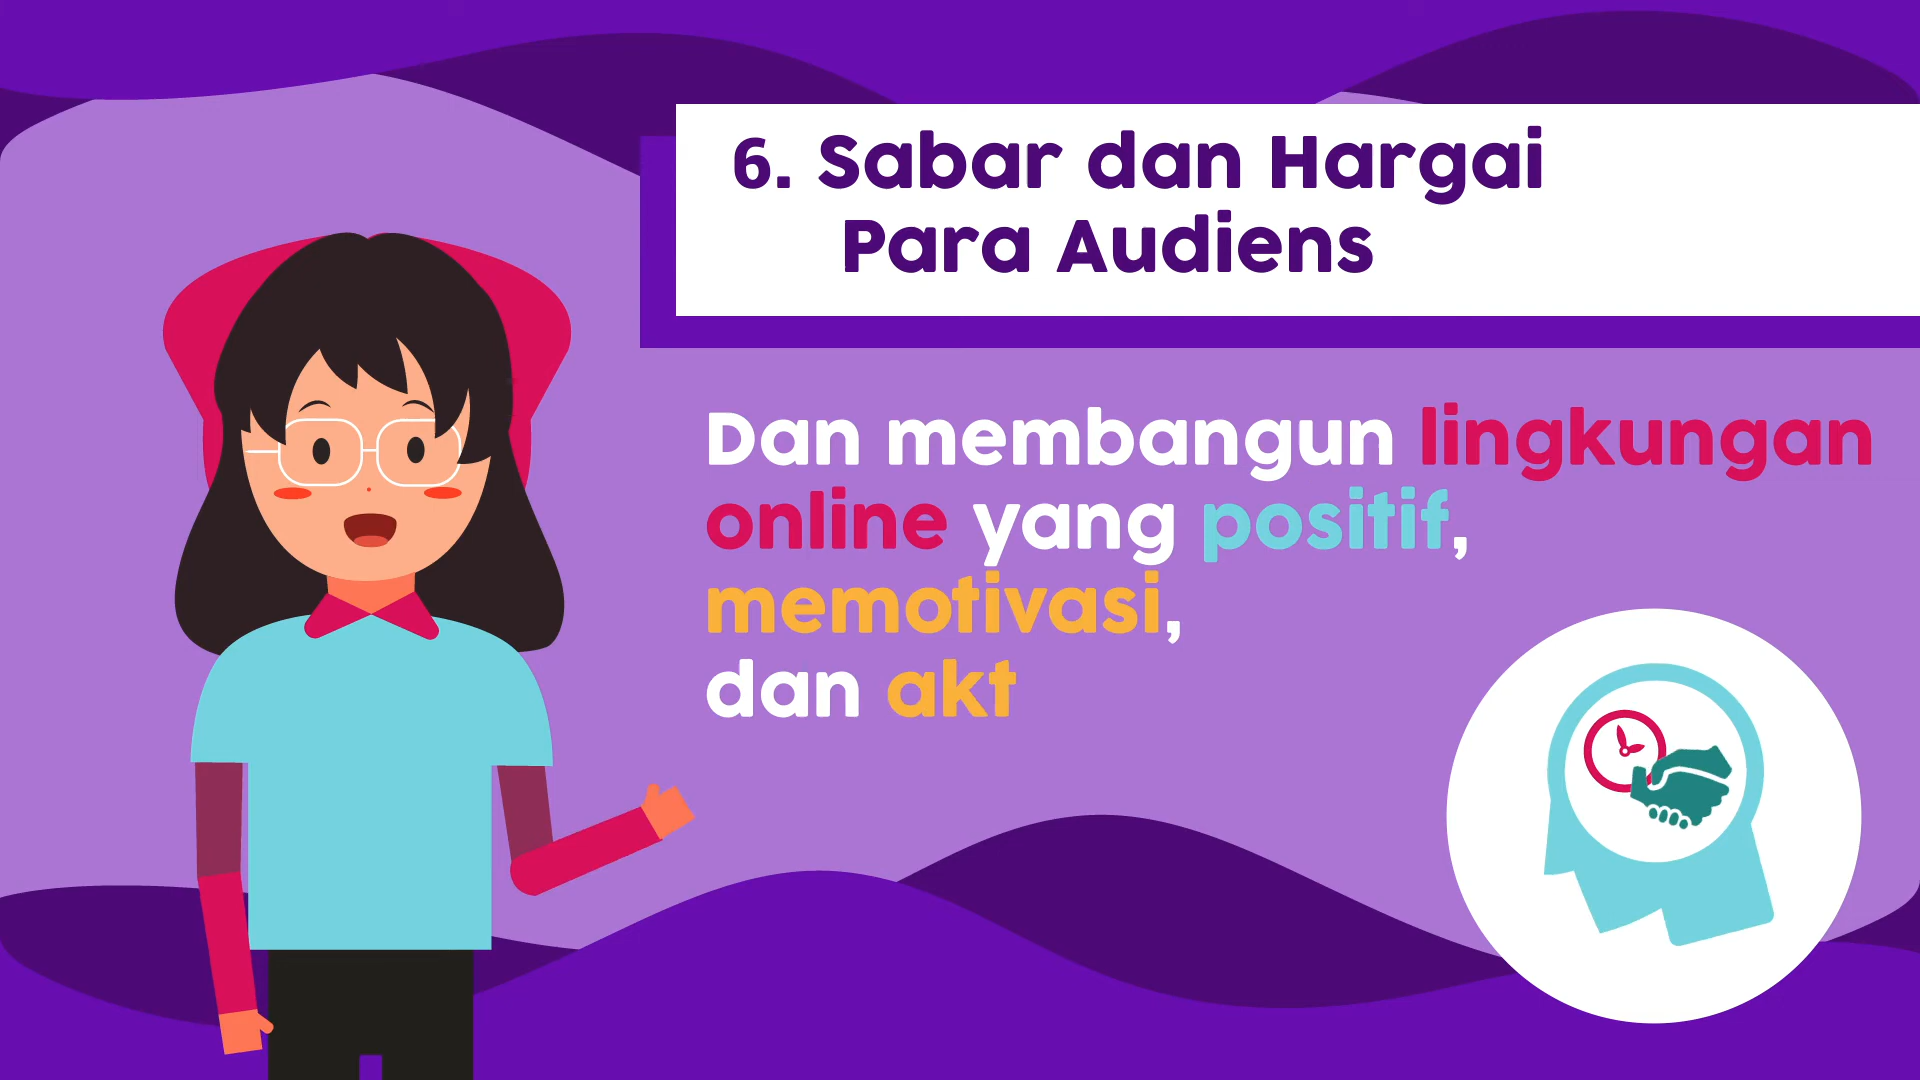 6. Sabar dan Hargai
Para Audiens
Dan membangun lingkungan
online yang positif,
memotivasi,
dan akt